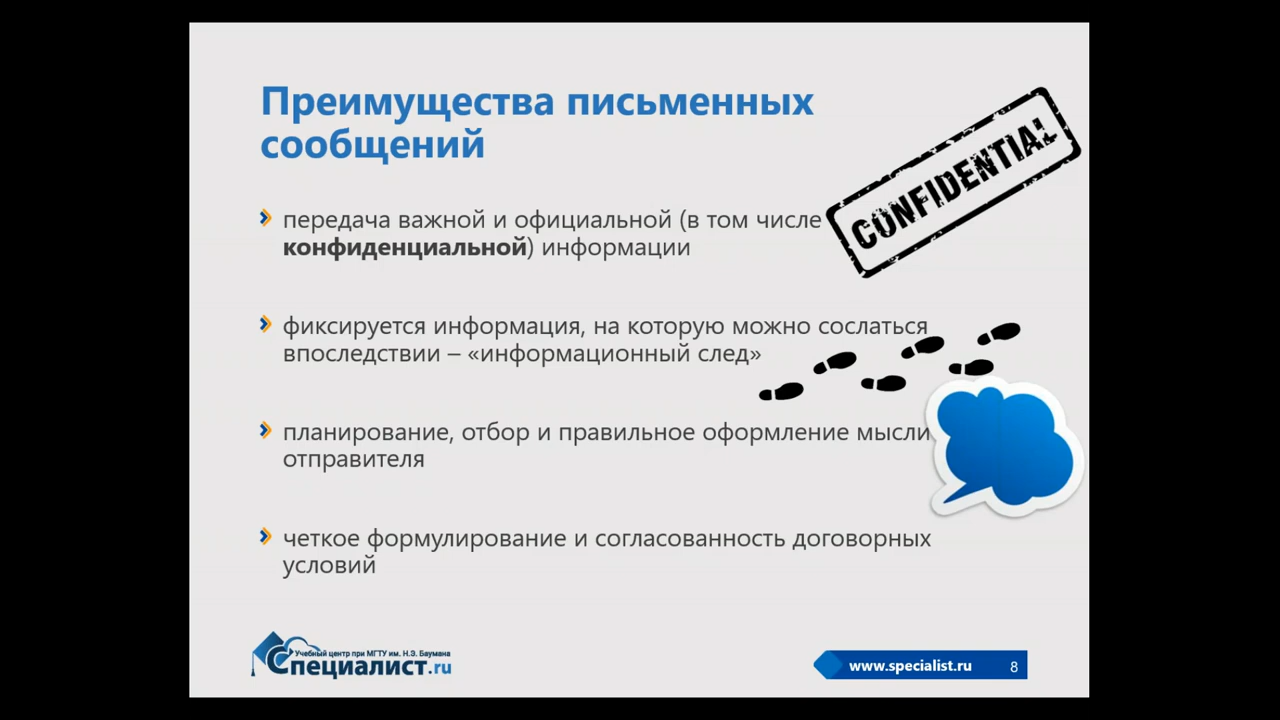 Преимущества письменных
сообщений
CONFIDENTIAL
передача важной и официальной (в том числе
конфиденциальной) информации
фиксируется информация, на которую можно сослаться
впоследствии – «информационный след»
планирование, отбор и правильное оформление мысли
отправителя
четкое формулирование и согласованность договорных
условий
Учебный центр при МГТУ им. Н.Э. Баумана
Специалист.ru
www.specialist.ru 8